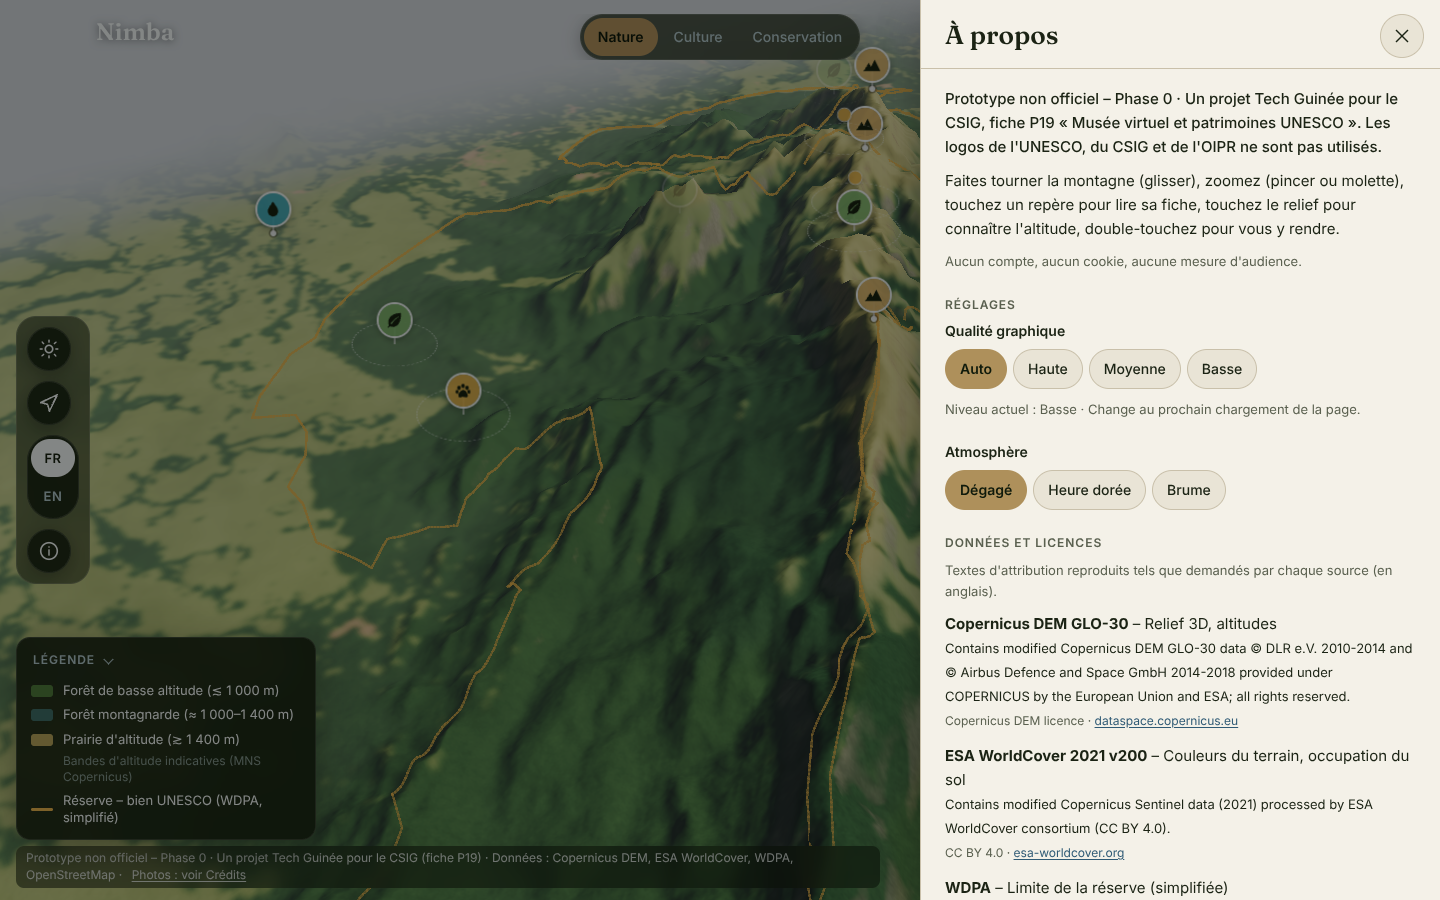 Nimba
Nature
Culture
Conservation
FR
EN
LÉGENDE
Forêt de basse altitude (≲ 1 000 m)
Forêt montagnarde (≈ 1 000–1 400 m)
Prairie d'altitude (≳ 1 400 m)
Bandes d'altitude indicatives (MNS
Copernicus)
Réserve – bien UNESCO (WDPA,
simplifié)
Prototype non officiel – Phase 0 · Un projet Tech Guinée pour le CSIG (fiche P19) · Données : Copernicus DEM, ESA WorldCover, WDPA,
OpenStreetMap · Photos : voir Crédits
À propos
Prototype non officiel – Phase 0 · Un projet Tech Guinée pour le
CSIG, fiche P19 « Musée virtuel et patrimoines UNESCO ». Les
logos de l'UNESCO, du CSIG et de l'OIPR ne sont pas utilisés.
Faites tourner la montagne (glisser), zoomez (pincer ou molette),
touchez un repère pour lire sa fiche, touchez le relief pour
connaître l'altitude, double-touchez pour vous y rendre.
Aucun compte, aucun cookie, aucune mesure d'audience.
RÉGLAGES
Qualité graphique
Auto
Haute
Moyenne
Basse
Niveau actuel : Basse · Change au prochain chargement de la page.
Atmosphère
Dégagé
Heure dorée
Brume
DONNÉES ET LICENCES
Textes d'attribution reproduits tels que demandés par chaque source (en
anglais).
Copernicus DEM GLO-30 – Relief 3D, altitudes
Contains modified Copernicus DEM GLO-30 data © DLR e.V. 2010-2014 and
© Airbus Defence and Space GmbH 2014-2018 provided under
COPERNICUS by the European Union and ESA; all rights reserved.
Copernicus DEM licence · dataspace.copernicus.eu
ESA WorldCover 2021 v200 – Couleurs du terrain, occupation du
sol
Contains modified Copernicus Sentinel data (2021) processed by ESA
WorldCover consortium (CC BY 4.0).
CC BY 4.0 · esa-worldcover.org
WDPA – Limite de la réserve (simplifiée)